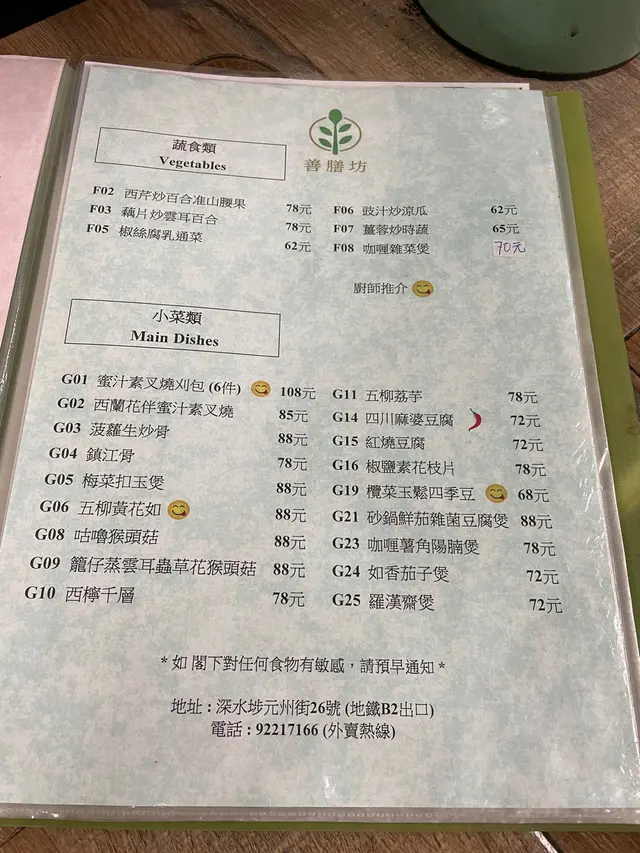 善膳坊
蔬食類
Vegetables
F02 西芹炒百合准山腰果 78元
F03 藕片炒雲耳百合 78元
F05 椒絲腐乳通菜 62元
F06 豉汁炒涼瓜 62元
F07 薑蓉炒時蔬 65元
F08 咖喱雜菜煲 70元
廚師推介
小菜類
Main Dishes
G01 蜜汁素叉燒刈包 (6件) 108元
G02 西蘭花伴蜜汁素叉燒 85元
G03 菠蘿生炒骨 88元
G04 鎮江骨 78元
G05 梅菜扣玉煲 88元
G06 五柳黃花如 88元
G08 咕嚕猴頭菇 88元
G09 籠仔蒸雲耳蟲草花猴頭菇 88元
G10 西檸千層 78元
G11 五柳荔芋 78元
G14 四川麻婆豆腐 72元
G15 紅燒豆腐 72元
G16 椒鹽素花枝片 78元
G19 欖菜玉鬆四季豆 68元
G21 砂鍋鮮茄雜菌豆腐煲 88元
G23 咖喱薯角陽腩煲 78元
G24 如香茄子煲 72元
G25 羅漢齋煲 72元
* 如 閣下對任何食物有敏感，請預早通知 *
地址 : 深水埗元州街26號 (地鐵B2出口)
電話 : 92217166 (外賣熱線)